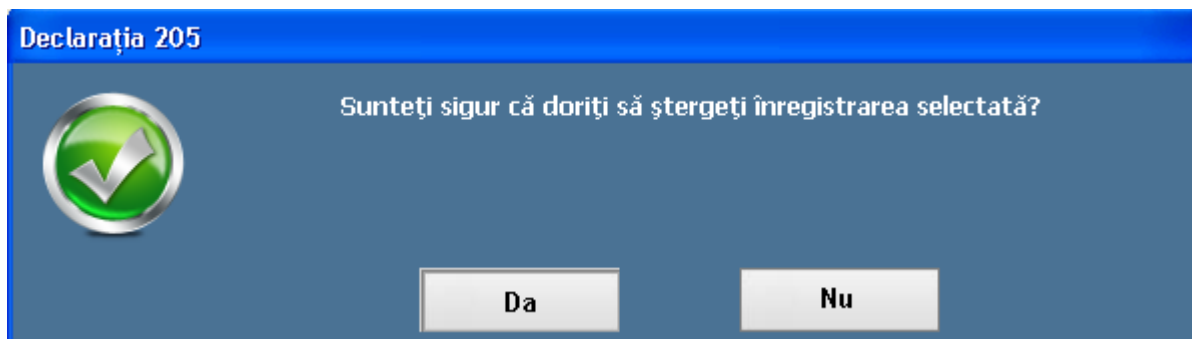 Declarația 205
Sunteţi sigur că doriţi să ştergeţi înregistrarea selectată?
Da
Nu